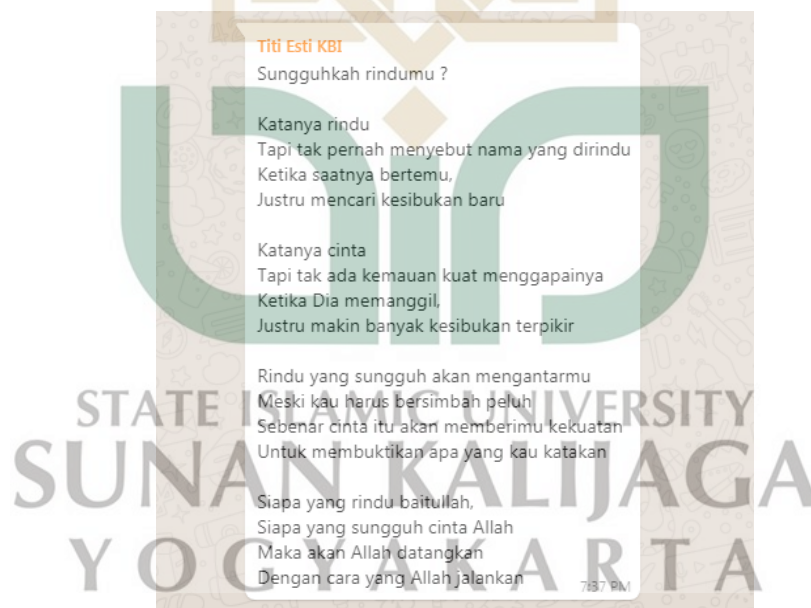 Titi Esti KBI
Sungguhkah rindumu ?
Katanya rindu
Tapi tak pernah menyebut nama yang dirindu
Ketika saatnya bertemu,
Justru mencari kesibukan baru
Katanya cinta
Tapi tak ada kemauan kuat menggapainya
Ketika Dia memanggil,
Justru makin banyak kesibukan terpikir
Rindu yang sungguh akan mengantarmu
Meski kau harus bersimbah peluh
Sebenar cinta itu akan memberimu kekuatan
Untuk membuktikan apa yang kau katakan
Siapa yang rindu baitullah,
Siapa yang sungguh cinta Allah
Maka akan Allah datangkan
Dengan cara yang Allah jalankan
7:37 PM
STATE ISLAMIC UNIVERSITY
SUNAN KALIJAGA
YOGYAKARTA